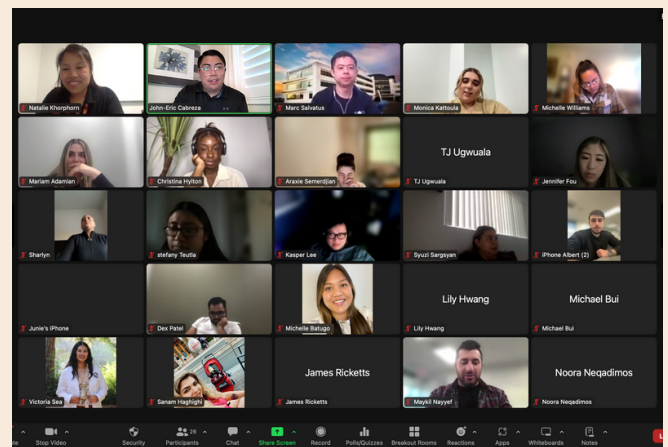 Natalie Khorphorn
John-Eric Cabreza
Marc Salvatus
Monica Kattoula
Michelle Williams
Mariam Adamian
Christina Hylton
Araxie Semerdjian
TJ Ugwuala
TJ Ugwuala
Jennifer Fou
Sharlyn
stefany Teutla
Kasper Lee
Syuzi Sargsyan
iPhone Albert (2)
Junie's iPhone
Dex Patel
Michelle Batugo
Lily Hwang
Lily Hwang
Michael Bui
Michael Bui
Victoria Sea
Sanam Haghighi
James Ricketts
James Ricketts
Maykil Nayyef
Noora Neqadimos
Noora Neqadimos
Stop Video
Security
Participants
Chat
Share Screen
Record
Polls/Quizzes
Breakout Rooms
Reactions
Apps
Whiteboards
Notes